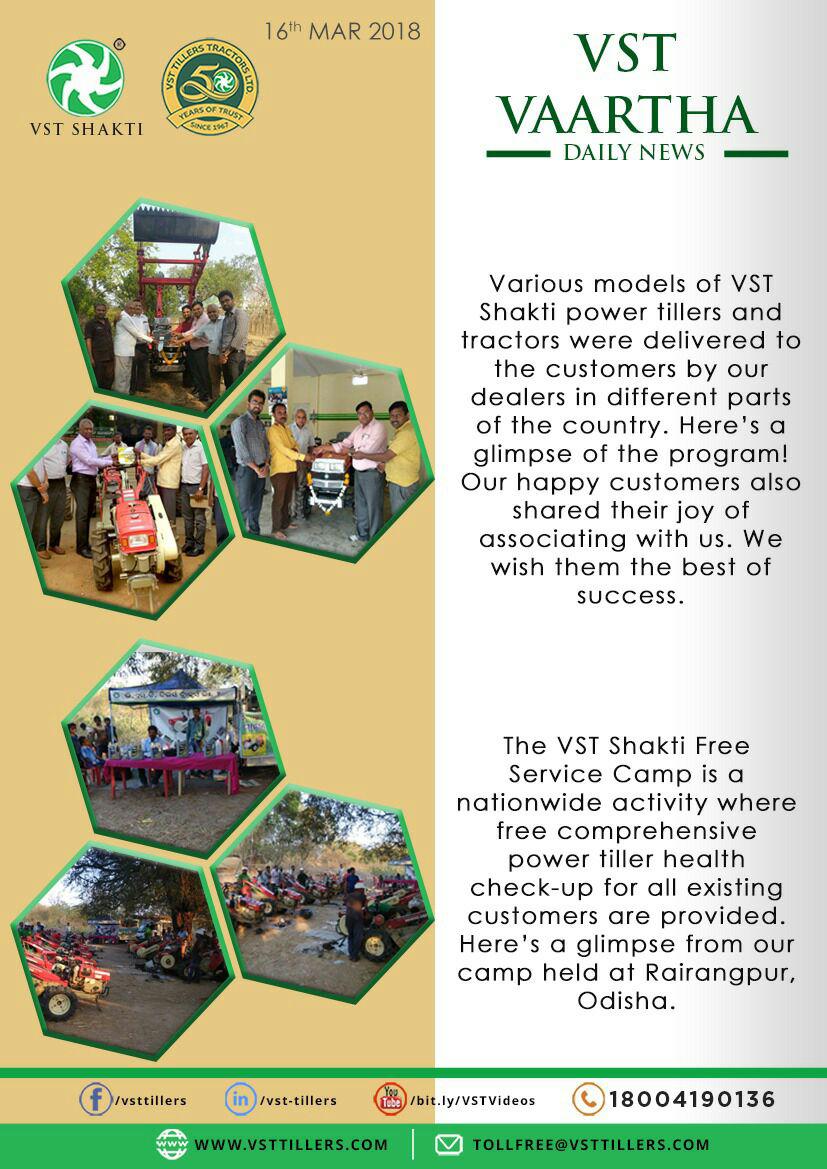 16th MAR 2018
VST SHAKTI
VST TILLERS TRACTORS LTD
50
YEARS OF TRUST
SINCE 1967
VST
VAARTHA
DAILY NEWS
Various models of VST
Shakti power tillers and
tractors were delivered to
the customers by our
dealers in different parts
of the country. Here's a
glimpse of the program!
Our happy customers also
shared their joy of
associating with us. We
wish them the best of
success.
The VST Shakti Free
Service Camp is a
nationwide activity where
free comprehensive
power tiller health
check-up for all existing
customers are provided.
Here's a glimpse from our
camp held at Rairangpur,
Odisha.
/vsttillers
/vst-tillers
You Tube /bit.ly/VSTVideos
18004190136
WWW.VSTTILLERS.COM
TOLLFREE@VSTTILLERS.COM